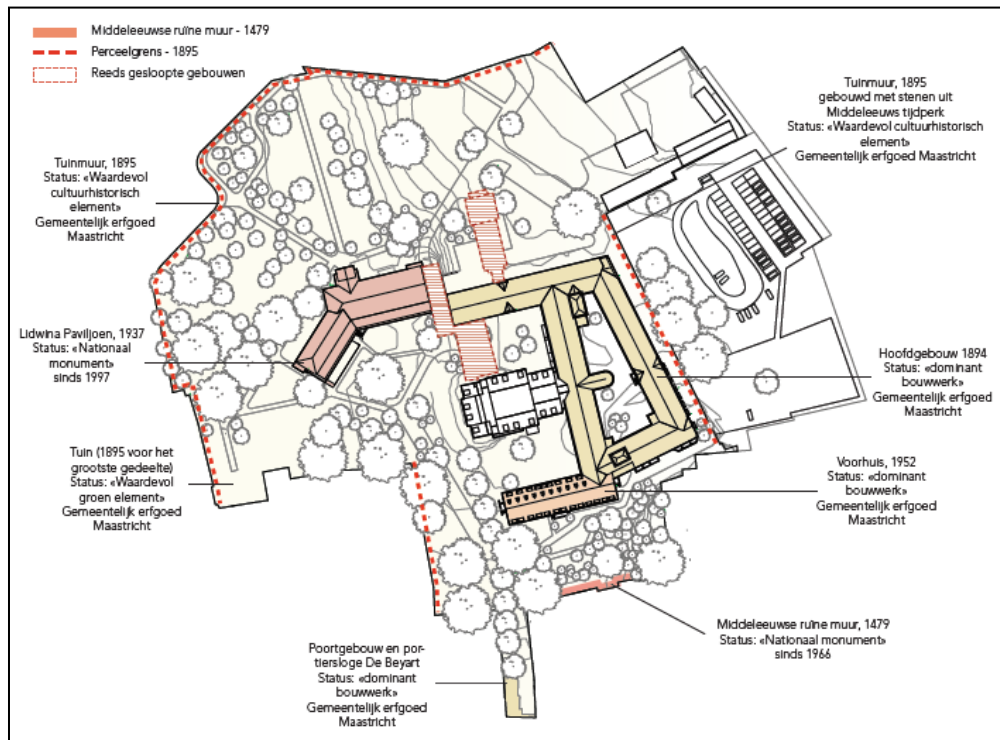 Middeleeuwse ruïne muur - 1479
Perceelgrens - 1895
Reeds gesloopte gebouwen
Tuinmuur, 1895
gebouwd met stenen uit
Middeleeuws tijdperk
Status: «Waardevol cultuurhistorisch
element»
Gemeentelijk erfgoed Maastricht
Tuinmuur, 1895
Status: «Waardevol
cultuurhistorisch
element»
Gemeentelijk erfgoed
Maastricht
Lidwina Paviljoen, 1937
Status: «Nationaal
monument»
sinds 1997
Hoofdgebouw 1894
Status: «dominant
bouwwerk»
Gemeentelijk erfgoed
Maastricht
Tuin (1895 voor het
grootste gedeelte)
Status: «Waardevol
groen element»
Gemeentelijk erfgoed
Maastricht
Voorhuis, 1952
Status: «dominant
bouwwerk»
Gemeentelijk erfgoed
Maastricht
Middeleeuwse ruïne muur, 1479
Status: «Nationaal monument»
sinds 1966
Poortgebouw en por-
tiersloge De Beyart
Status: «dominant
bouwwerk»
Gemeentelijk erfgoed
Maastricht